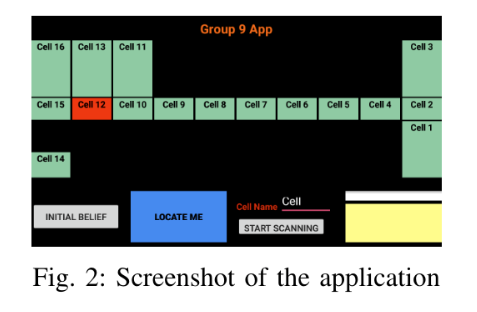 Group 9 App
Cell 16 Cell 13 Cell 11 Cell 3
Cell 15 Cell 12 Cell 10 Cell 9 Cell 8 Cell 7 Cell 6 Cell 5 Cell 4 Cell 2
Cell 1
Cell 14
INITIAL BELIEF LOCATE ME Cell Name Cell
START SCANNING
Fig. 2: Screenshot of the application